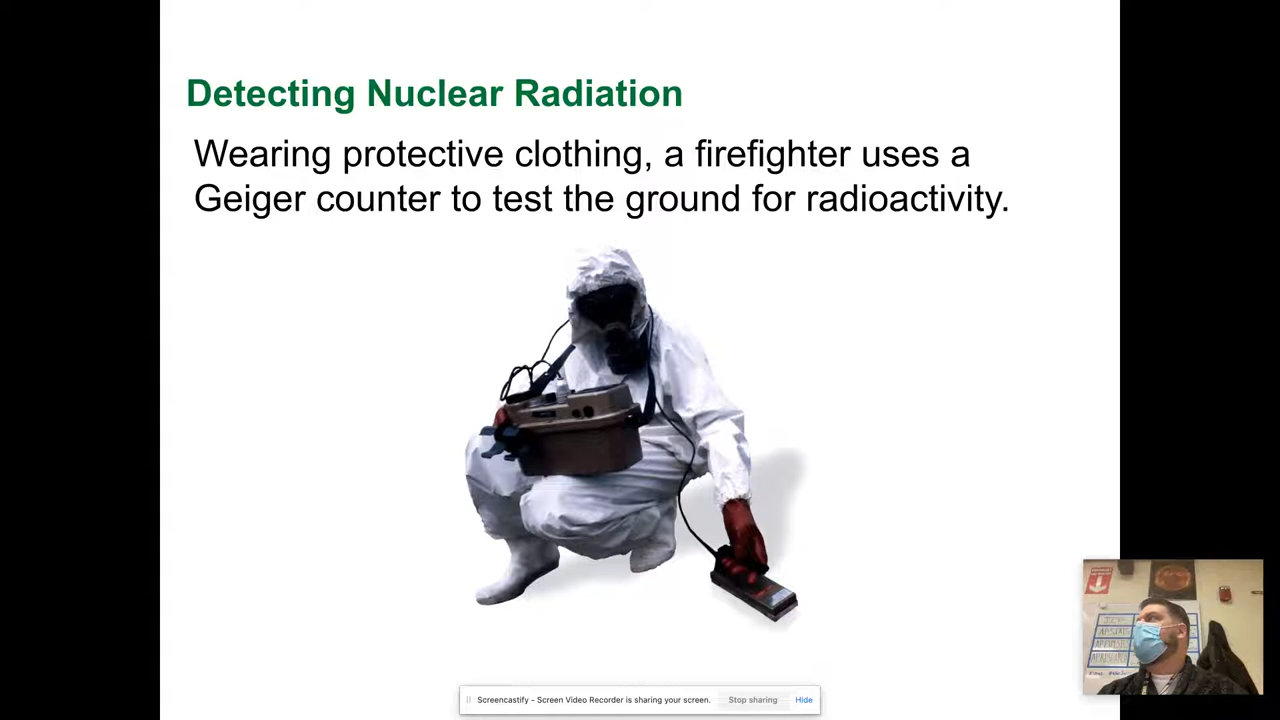 Detecting Nuclear Radiation
Wearing protective clothing, a firefighter uses a
Geiger counter to test the ground for radioactivity.
Screencastify - Screen Video Recorder is sharing your screen.
Stop sharing
Hide